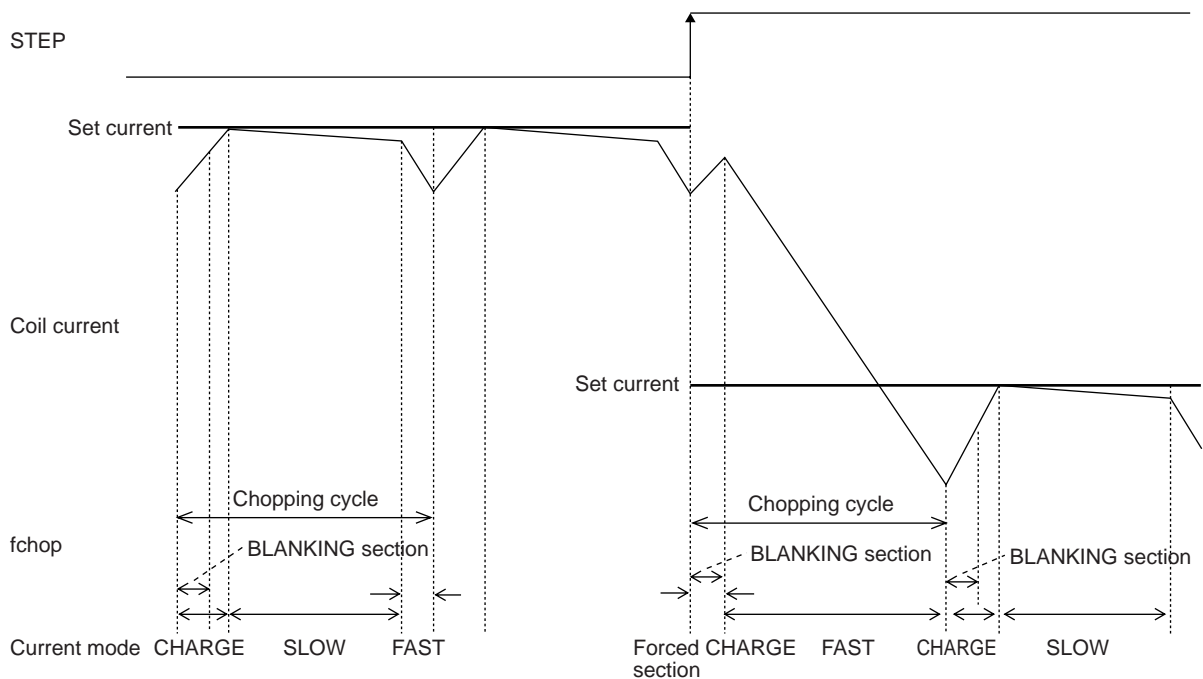 STEP
Set current
Coil current
Set current
Chopping cycle
Chopping cycle
fchop
BLANKING section
BLANKING section
BLANKING section
Current mode
CHARGE
SLOW
FAST
Forced CHARGE
section
FAST
CHARGE
SLOW